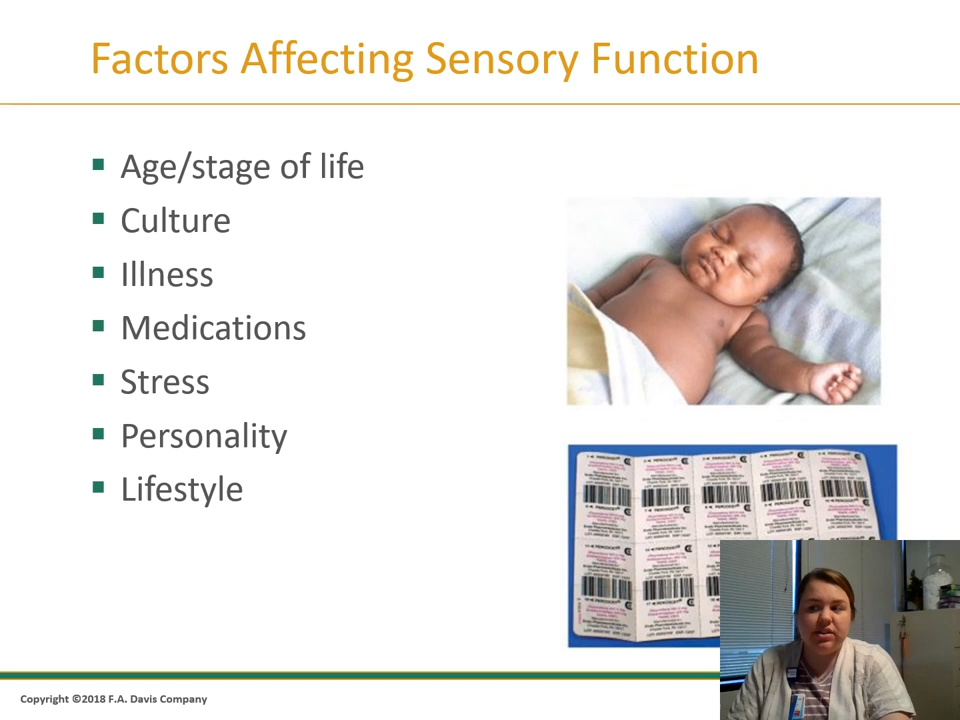 Factors Affecting Sensory Function
Age/stage of life
Culture
Illness
Medications
Stress
Personality
Lifestyle
Copyright ©2018 F.A. Davis Company